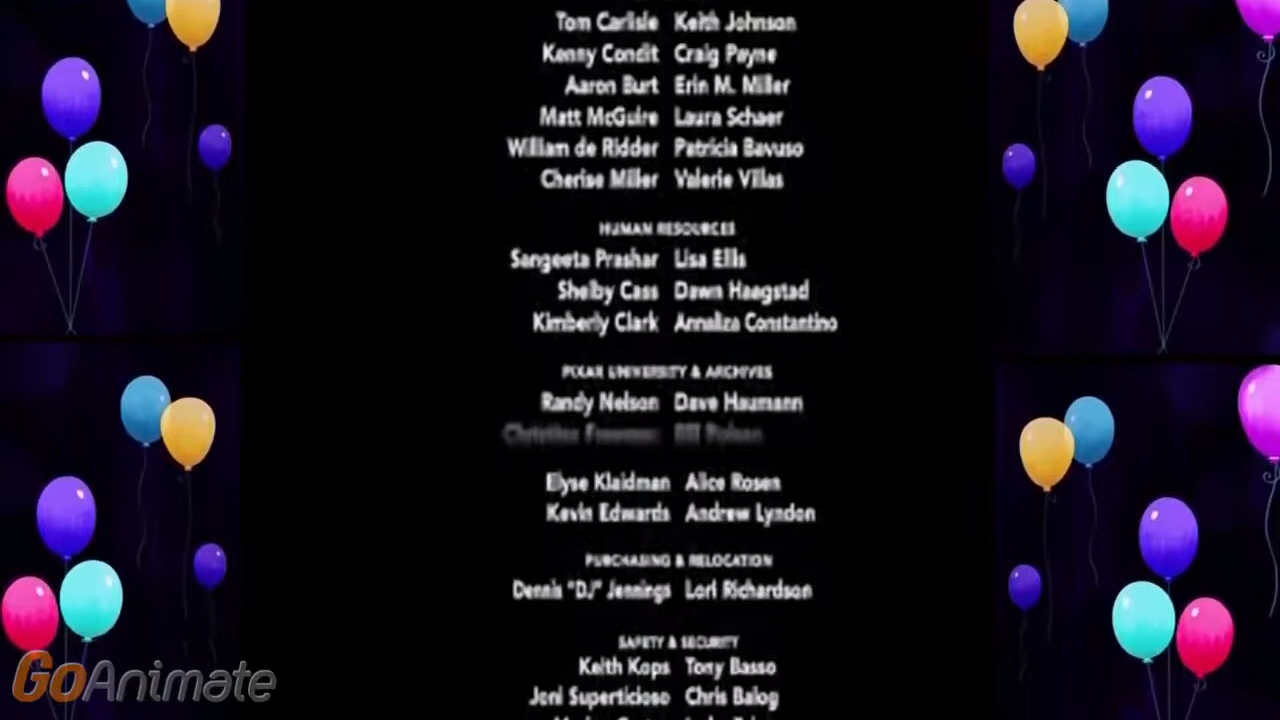 Tom Carlisle Keith Johnson
Kenny Condit Craig Payne
Aaron Burt Erin M. Miller
Matt McGuire Laura Schaer
William de Ridder Patricia Bavuso
Cherise Miller Valerie Villas
HUMAN RESOURCES
Sangeeta Prashar Lisa Ellis
Shelby Cass Dawn Haagstad
Kimberly Clark Annaliza Constantino
PIXAR UNIVERSITY & ARCHIVES
Randy Nelson Dave Haumann
Elyse Klaidman Alice Rosen
Kevin Edwards Andrew Lyndon
PURCHASING & RELOCATION
Dennis "DJ" Jennings Lori Richardson
SAFETY & SECURITY
Keith Kops Tony Basso
Joni Superticioso Chris Balog
GoAnimate